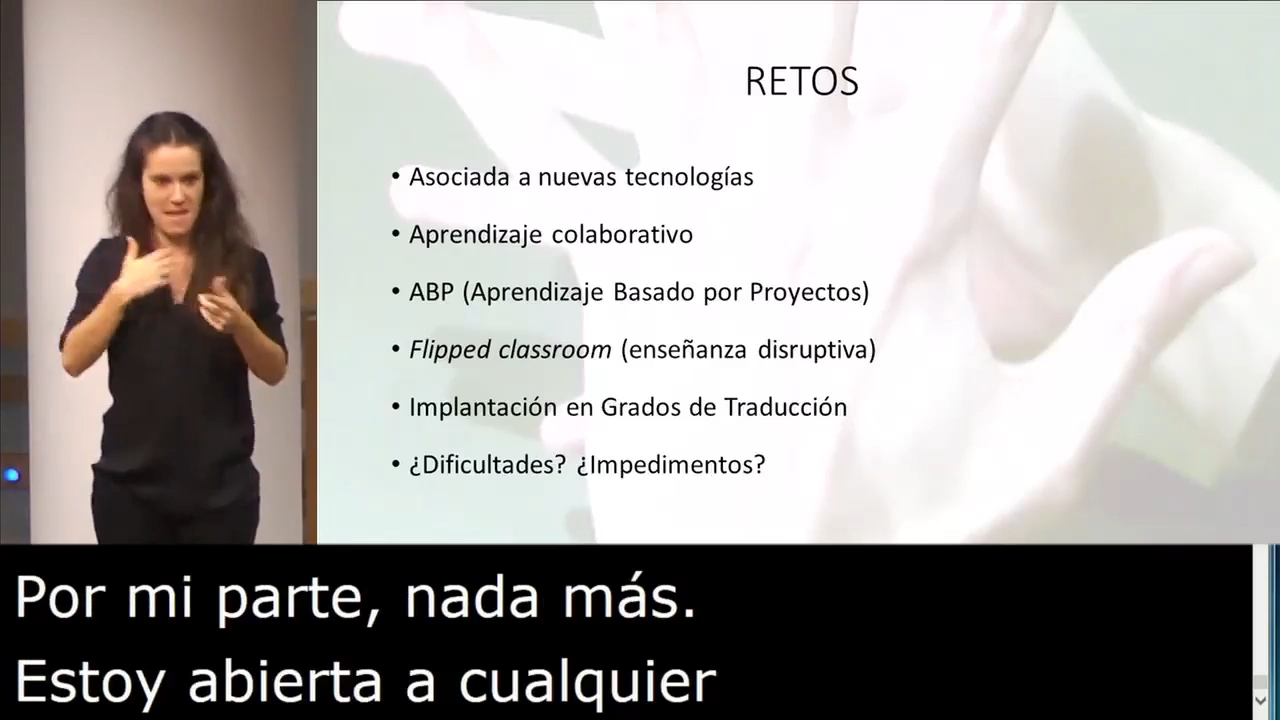 RETOS
• Asociada a nuevas tecnologías
• Aprendizaje colaborativo
• ABP (Aprendizaje Basado por Proyectos)
• Flipped classroom (enseñanza disruptiva)
• Implantación en Grados de Traducción
• ¿Dificultades? ¿Impedimentos?
Por mi parte, nada más.
Estoy abierta a cualquier